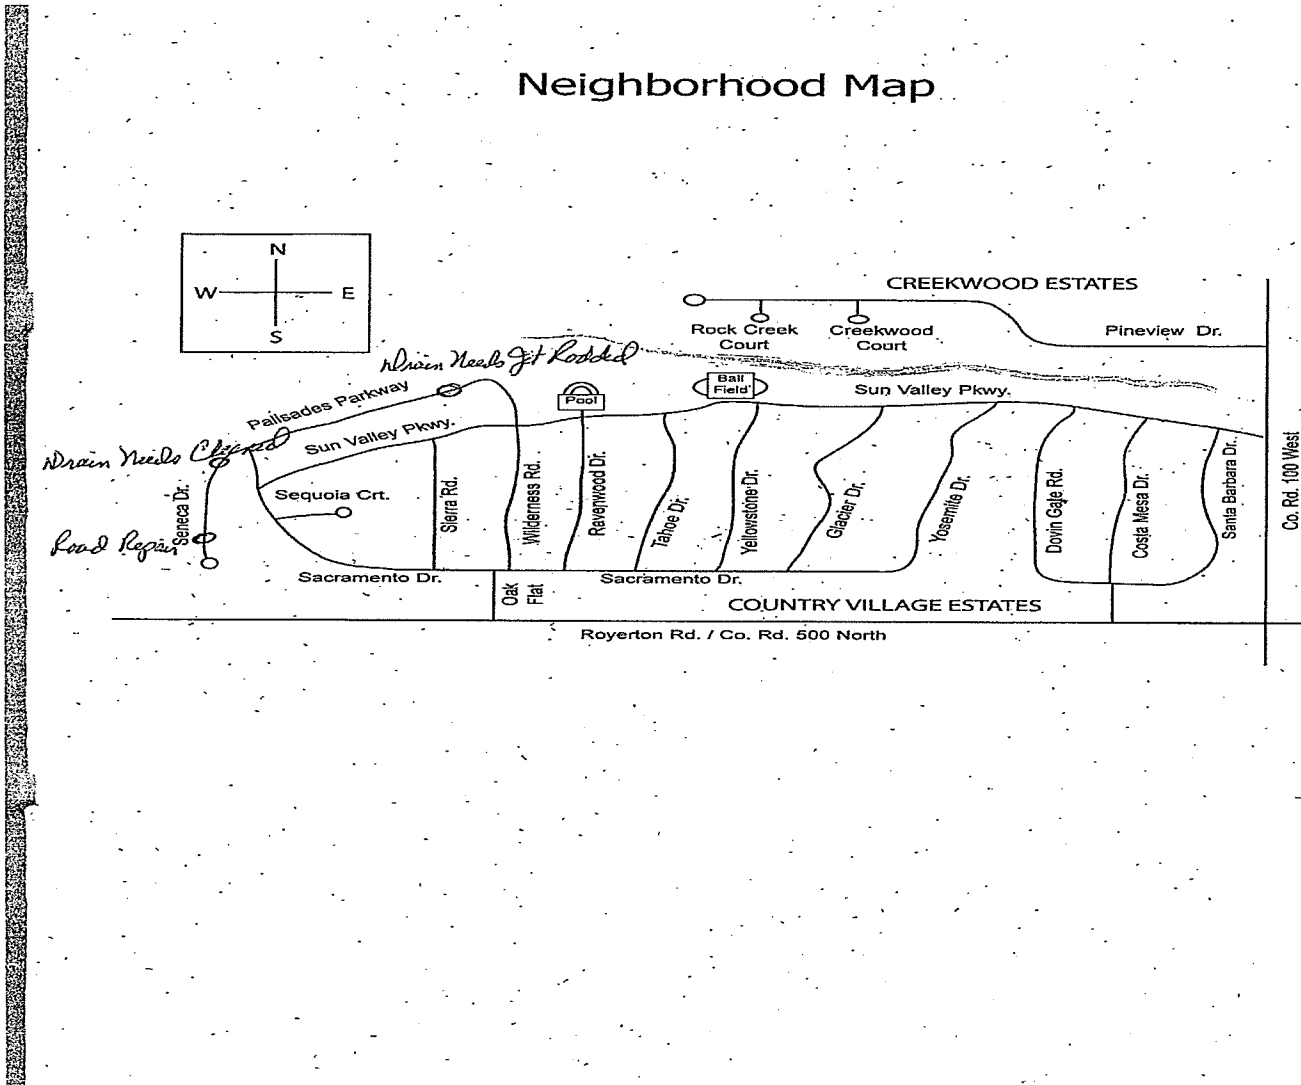 Neighborhood Map
N
W E
S
CREEKWOOD ESTATES
Rock Creek
Court
Creekwood
Court
Pineview Dr.
Drain Needs Jet Rodded
Palisades Parkway
Pool
Ball
Field
Sun Valley Pkwy.
Sun Valley Pkwy.
Drain Needs
Seneca Dr.
Sequoia Crt.
Sierra Rd.
Wilderness Rd.
Ravenwood Dr.
Tahoe Dr.
Yellowstone Dr.
Glacier Dr.
Yosemite Dr.
Dovin Gate Rd.
Costa Mesa Dr.
Santa Barbara Dr.
Co. Rd. 100 West
Road Repair
Sacramento Dr.
Oak
Flat
Sacramento Dr.
COUNTRY VILLAGE ESTATES
Royerton Rd. / Co. Rd. 500 North